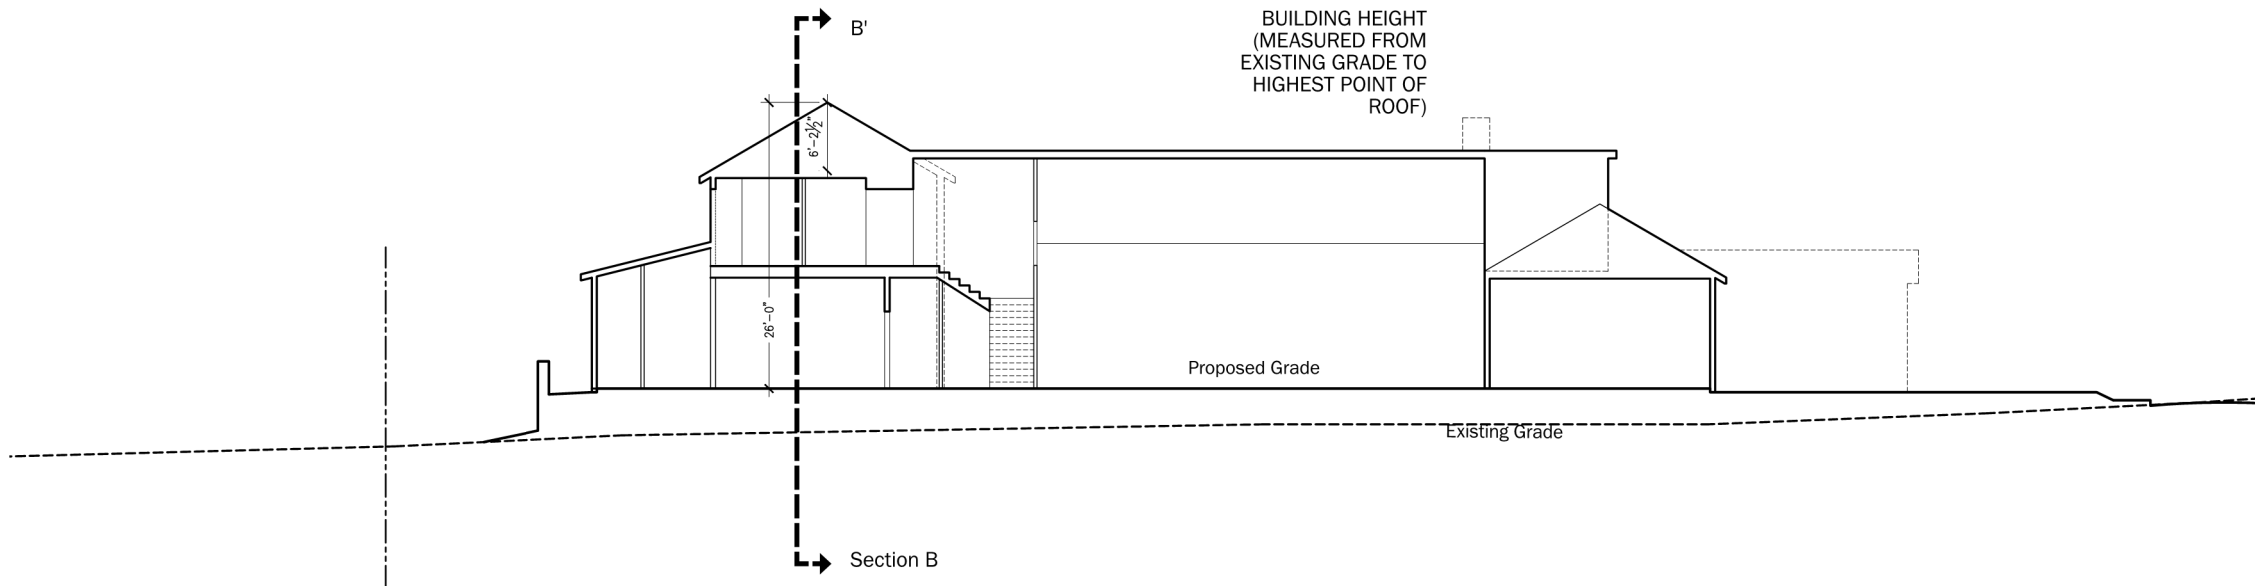 B'
BUILDING HEIGHT
(MEASURED FROM
EXISTING GRADE TO
HIGHEST POINT OF
ROOF)
6'-2½"
26'-0"
Proposed Grade
Existing Grade
Section B